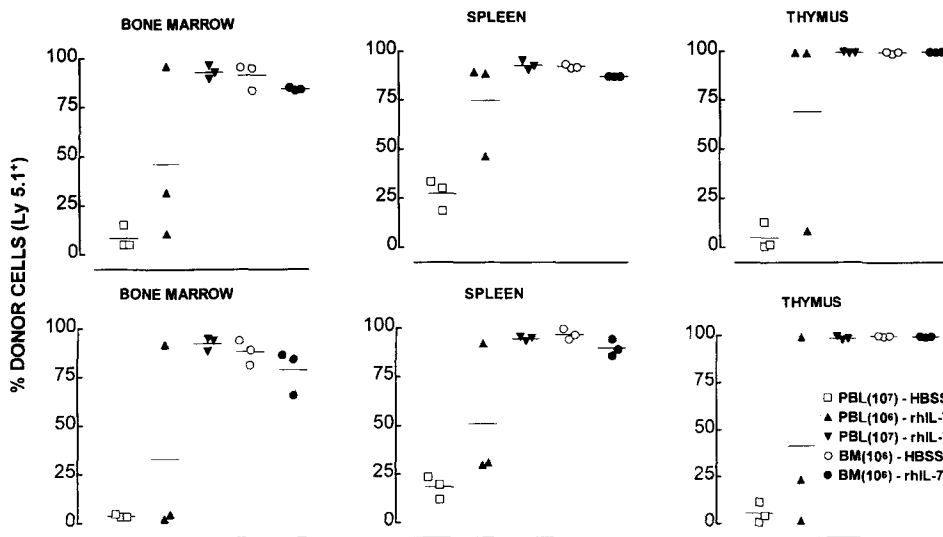 BONE MARROW
SPLEEN
THYMUS
% DONOR CELLS (Ly 5.1⁺)
100
75
50
25
0
100
75
50
25
0
100
75
50
25
0
BONE MARROW
SPLEEN
THYMUS
100
75
50
25
0
100
75
50
25
0
100
75
50
25
0
PBL(10⁷) - HBSS
PBL(10⁶) - rhIL-7
PBL(10⁷) - rhIL-7
BM(10⁶) - HBSS
BM(10⁶) - rhIL-7